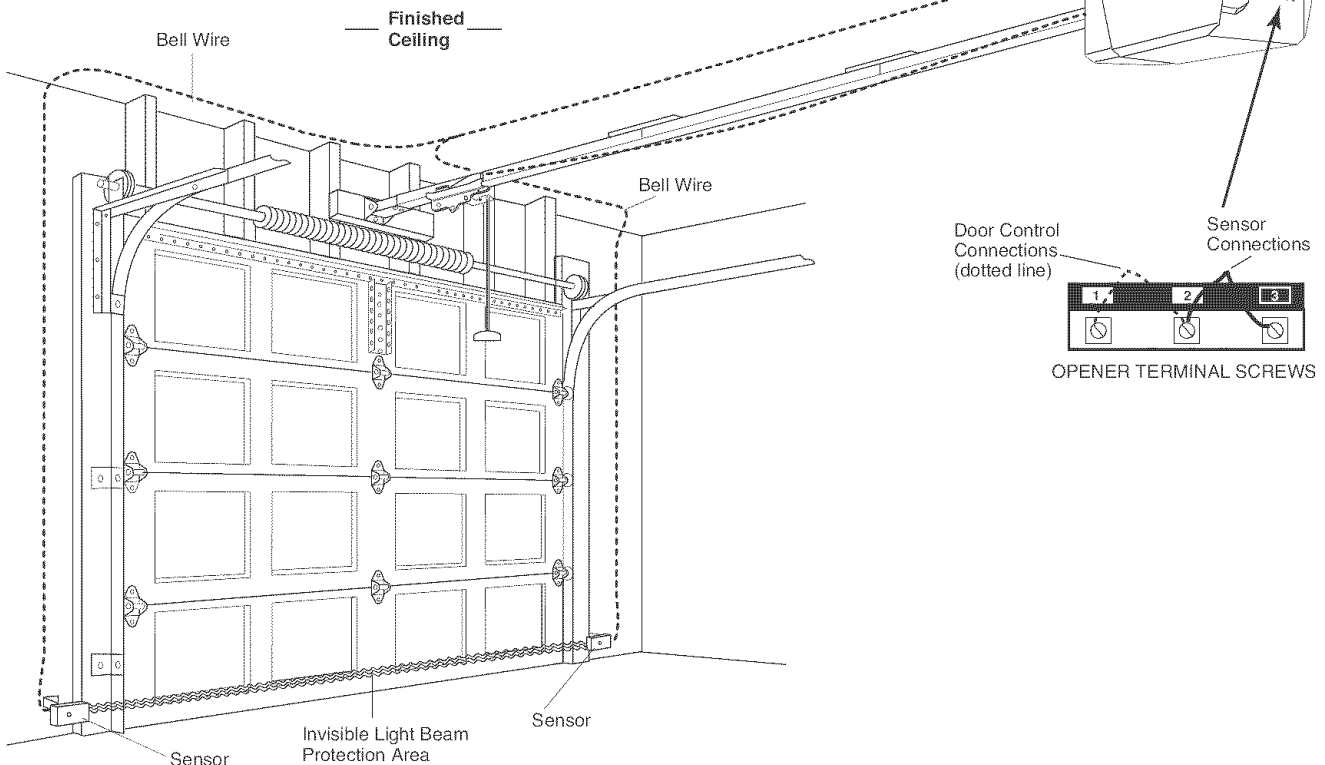 Finished
Ceiling
Bell Wire
Bell Wire
Door Control
Connections
(dotted line)
Sensor
Connections
1
2
3
OPENER TERMINAL SCREWS
Sensor
Invisible Light Beam
Protection Area
Sensor